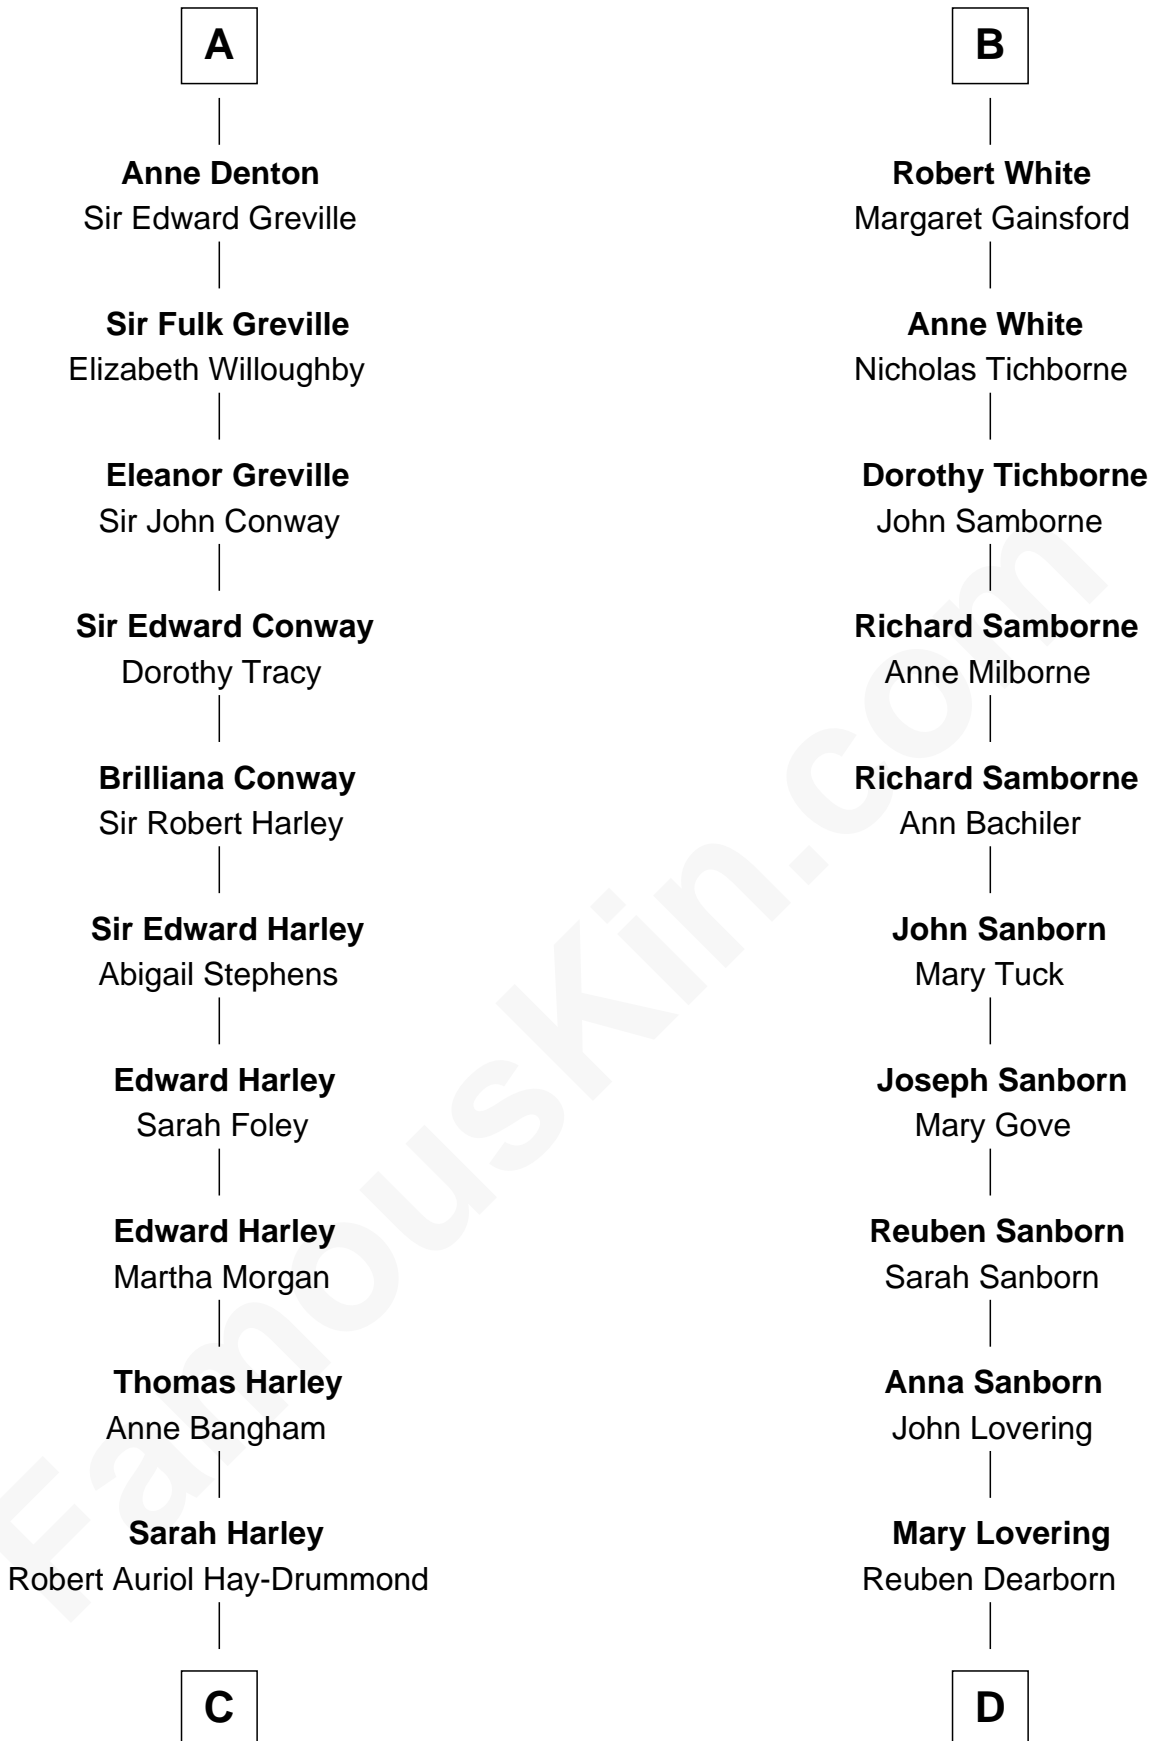 A
Anne Denton
Sir Edward Greville
Sir Fulk Greville
Elizabeth Willoughby
Eleanor Greville
Sir John Conway
Sir Edward Conway
Dorothy Tracy
Brilliana Conway
Sir Robert Harley
Sir Edward Harley
Abigail Stephens
Edward Harley
Sarah Foley
Edward Harley
Martha Morgan
Thomas Harley
Anne Bangham
Sarah Harley
Robert Auriol Hay-Drummond
C
B
Robert White
Margaret Gainsford
Anne White
Nicholas Tichborne
Dorothy Tichborne
John Samborne
Richard Samborne
Anne Milborne
Richard Samborne
Ann Bachiler
John Sanborn
Mary Tuck
Joseph Sanborn
Mary Gove
Reuben Sanborn
Sarah Sanborn
Anna Sanborn
John Lovering
Mary Lovering
Reuben Dearborn
D
FamousKin.com